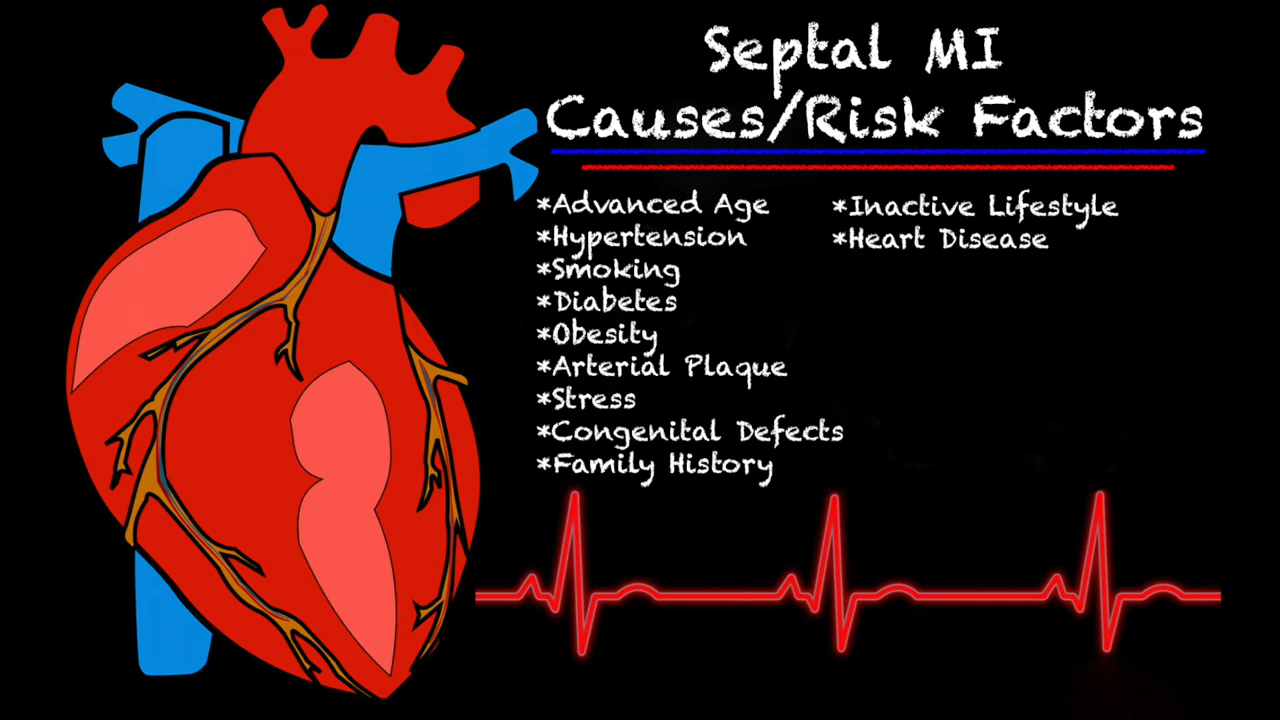 Septal MI
Causes/Risk Factors
*Advanced Age
*Hypertension
*Smoking
*Diabetes
*Obesity
*Arterial Plaque
*Stress
*Congenital Defects
*Family History
*Inactive Lifestyle
*Heart Disease